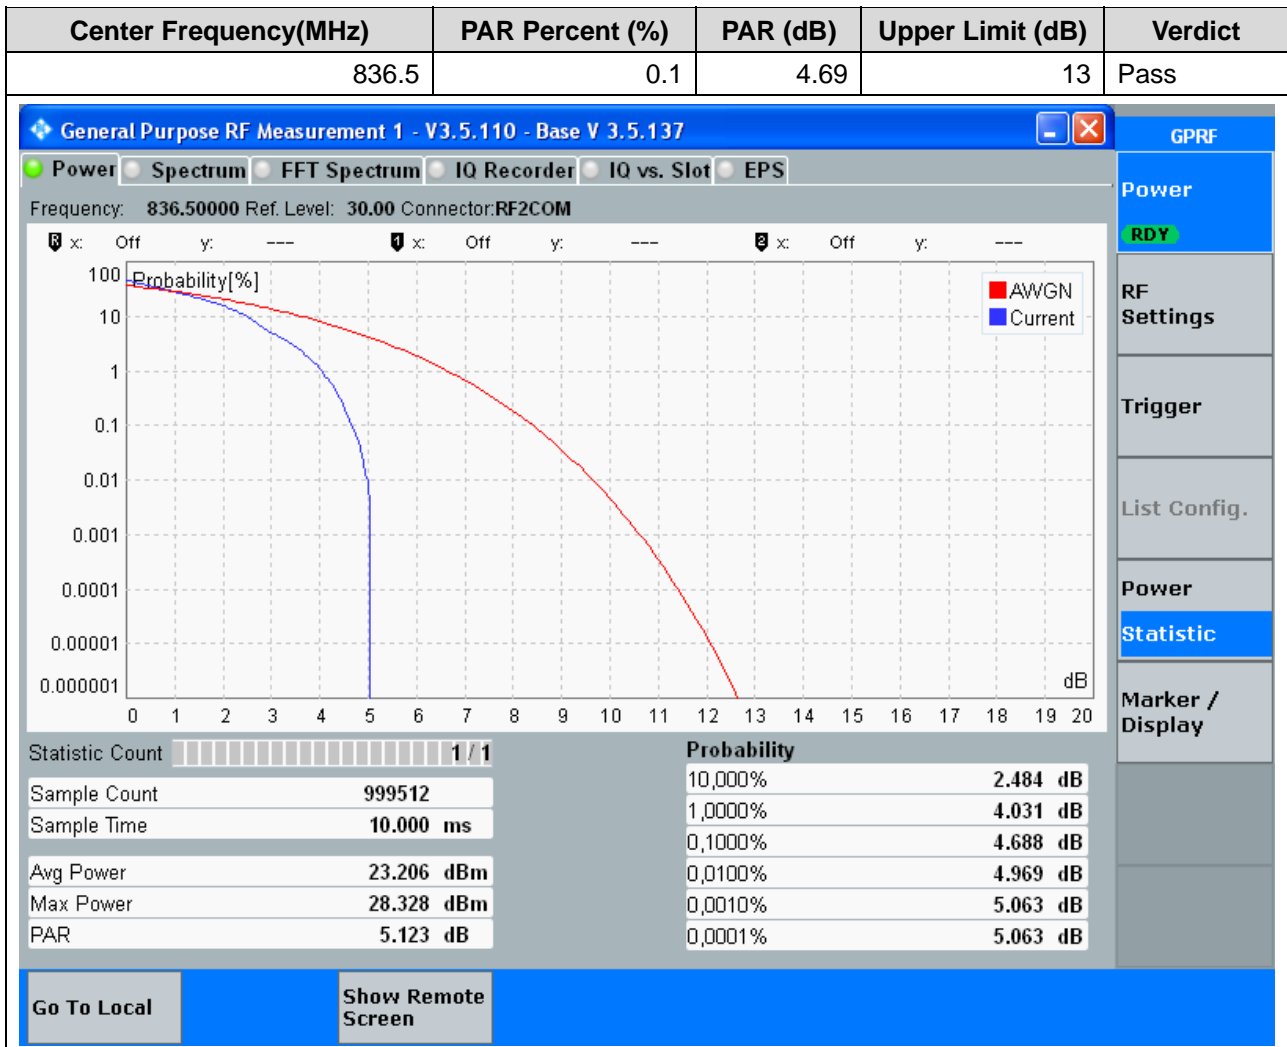 Center Frequency(MHz) PAR Percent (%) PAR (dB) Upper Limit (dB) Verdict
836.5 0.1 4.69 13 Pass
General Purpose RF Measurement 1 - V3.5.110 - Base V 3.5.137
GPRF
Power Spectrum FFT Spectrum IQ Recorder IQ vs. Slot EPS
Power
RDY
Frequency: 836.50000 Ref. Level: 30.00 Connector:RF2COM
R x: Off y: --- 1 x: Off y: --- 2 x: Off y: ---
Probability[%]
AWGN
Current
100
10
1
0.1
0.01
0.001
0.0001
0.00001
0.000001
dB
0 1 2 3 4 5 6 7 8 9 10 11 12 13 14 15 16 17 18 19 20
RF
Settings
Trigger
List Config.
Power
Statistic
Marker /
Display
Statistic Count 1 / 1
Sample Count 999512
Sample Time 10.000 ms
Avg Power 23.206 dBm
Max Power 28.328 dBm
PAR 5.123 dB
Probability
10,000% 2.484 dB
1,0000% 4.031 dB
0,1000% 4.688 dB
0,0100% 4.969 dB
0,0010% 5.063 dB
0,0001% 5.063 dB
Go To Local
Show Remote
Screen